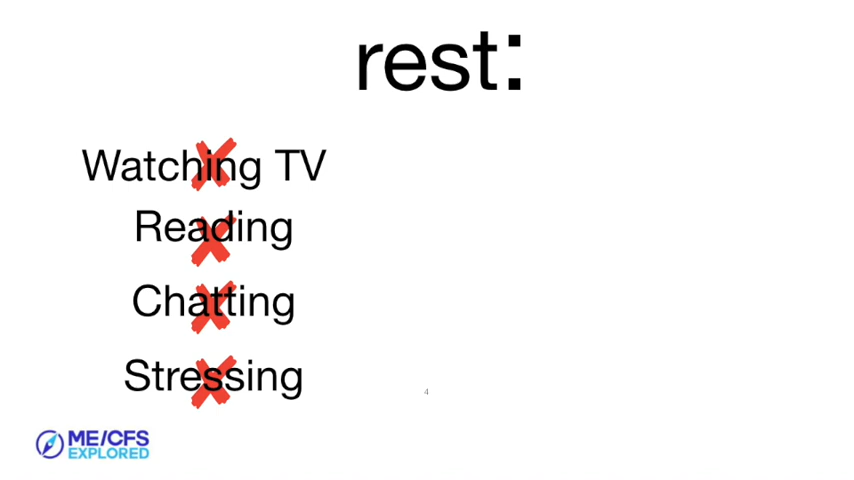 rest:
Watching TV
Reading
Chatting
Stressing
4
ME/CFS
EXPLORED